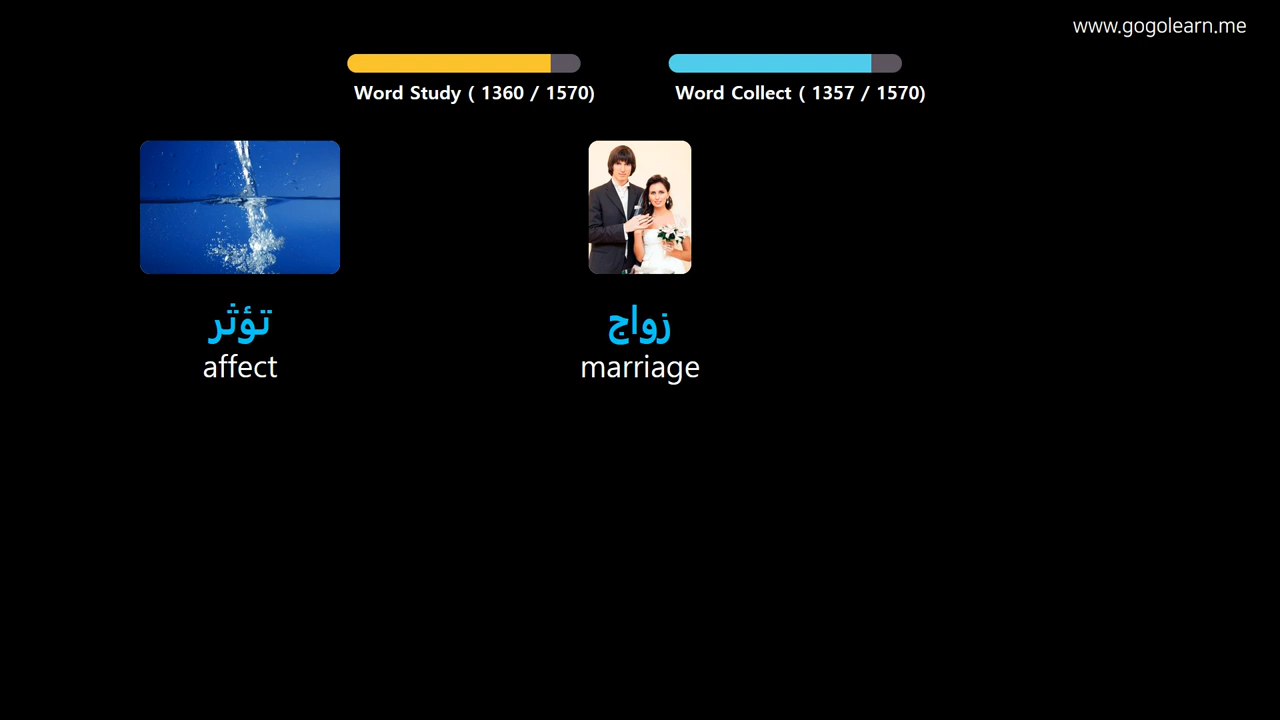 www.gogolearn.me
Word Study ( 1360 / 1570)
Word Collect ( 1357 / 1570)
تؤثر
affect
زواج
marriage